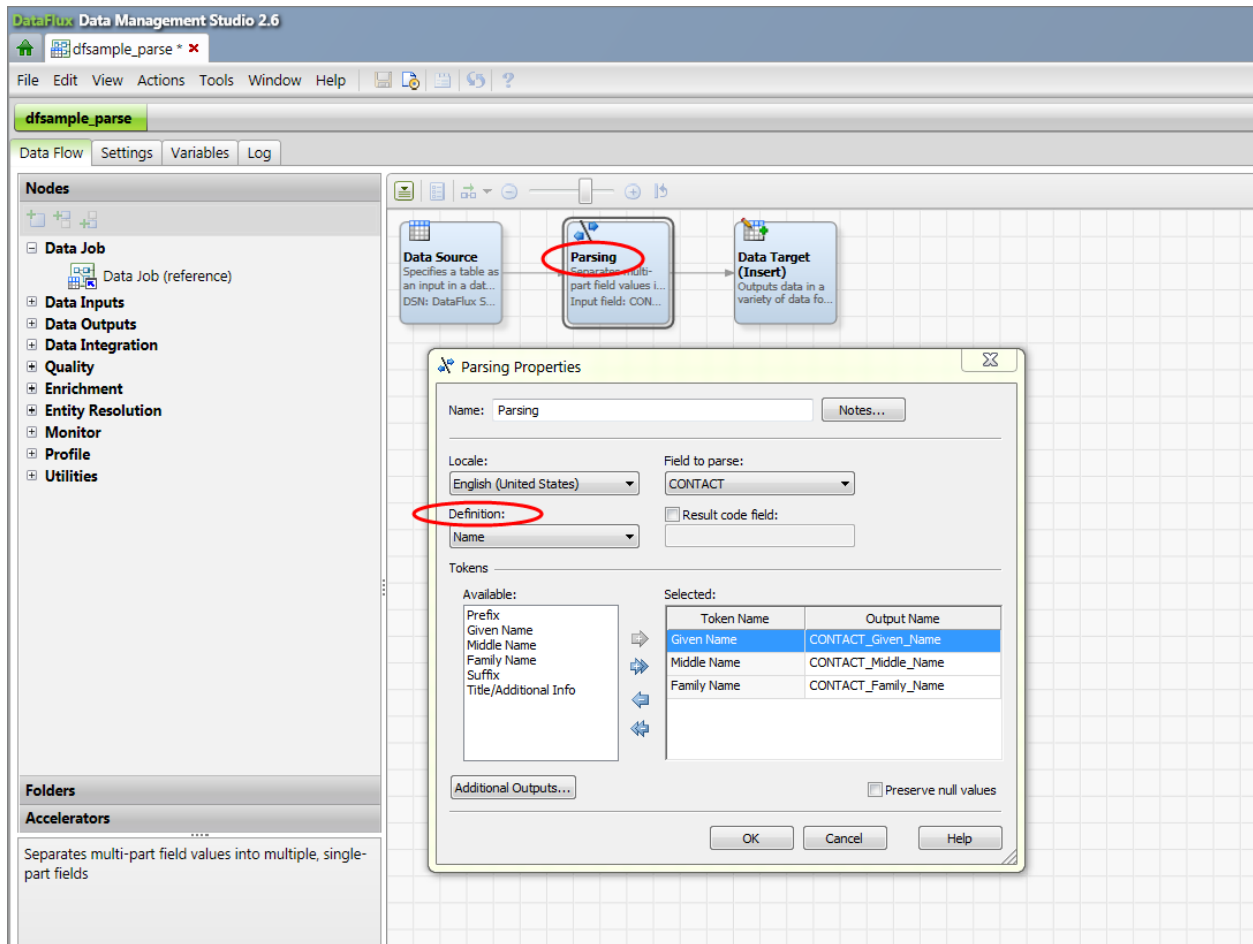 DataFlux Data Management Studio 2.6
dfsample_parse *
File Edit View Actions Tools Window Help
dfsample_parse
Data Flow Settings Variables Log
Nodes
Data Job
Data Job (reference)
Data Inputs
Data Outputs
Data Integration
Quality
Enrichment
Entity Resolution
Monitor
Profile
Utilities
Folders
Accelerators
Separates multi-part field values into multiple, single-
part fields
Data Source
Specifies a table as
an input in a dat...
DSN: DataFlux S...
Parsing
Separates multi-
part field values i...
Input field: CON...
Data Target
(Insert)
Outputs data in a
variety of data fo...
Parsing Properties
Name: Parsing Notes...
Locale: Field to parse:
English (United States) CONTACT
Definition: Result code field:
Name
Tokens
Available: Selected:
Prefix
Given Name
Middle Name
Family Name
Suffix
Title/Additional Info
Token Name Output Name
Given Name CONTACT_Given_Name
Middle Name CONTACT_Middle_Name
Family Name CONTACT_Family_Name
Additional Outputs... Preserve null values
OK Cancel Help